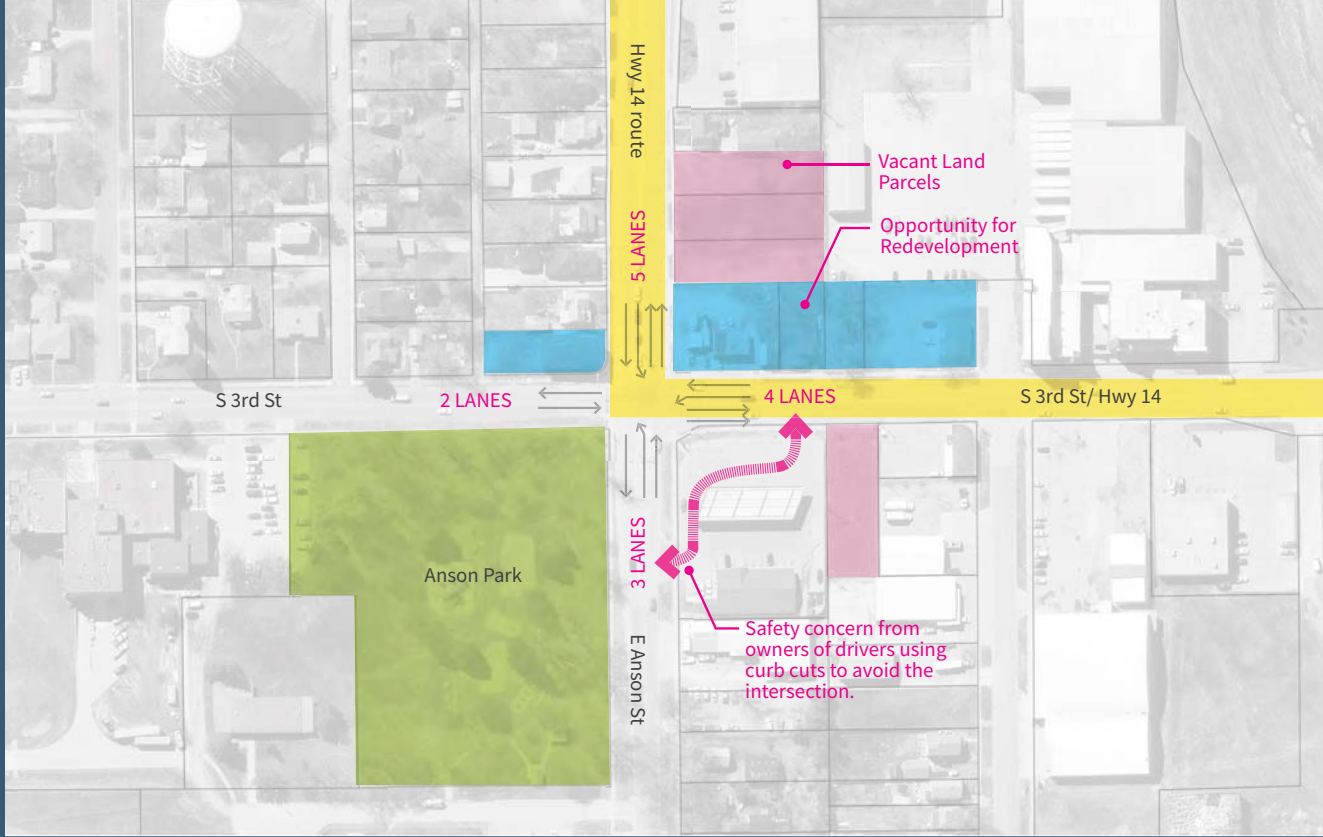 Hwy 14 route
5 LANES
Vacant Land
Parcels
Opportunity for
Redevelopment
S 3rd St
2 LANES
4 LANES
S 3rd St/ Hwy 14
3 LANES
Anson Park
E Anson St
Safety concern from
owners of drivers using
curb cuts to avoid the
intersection.